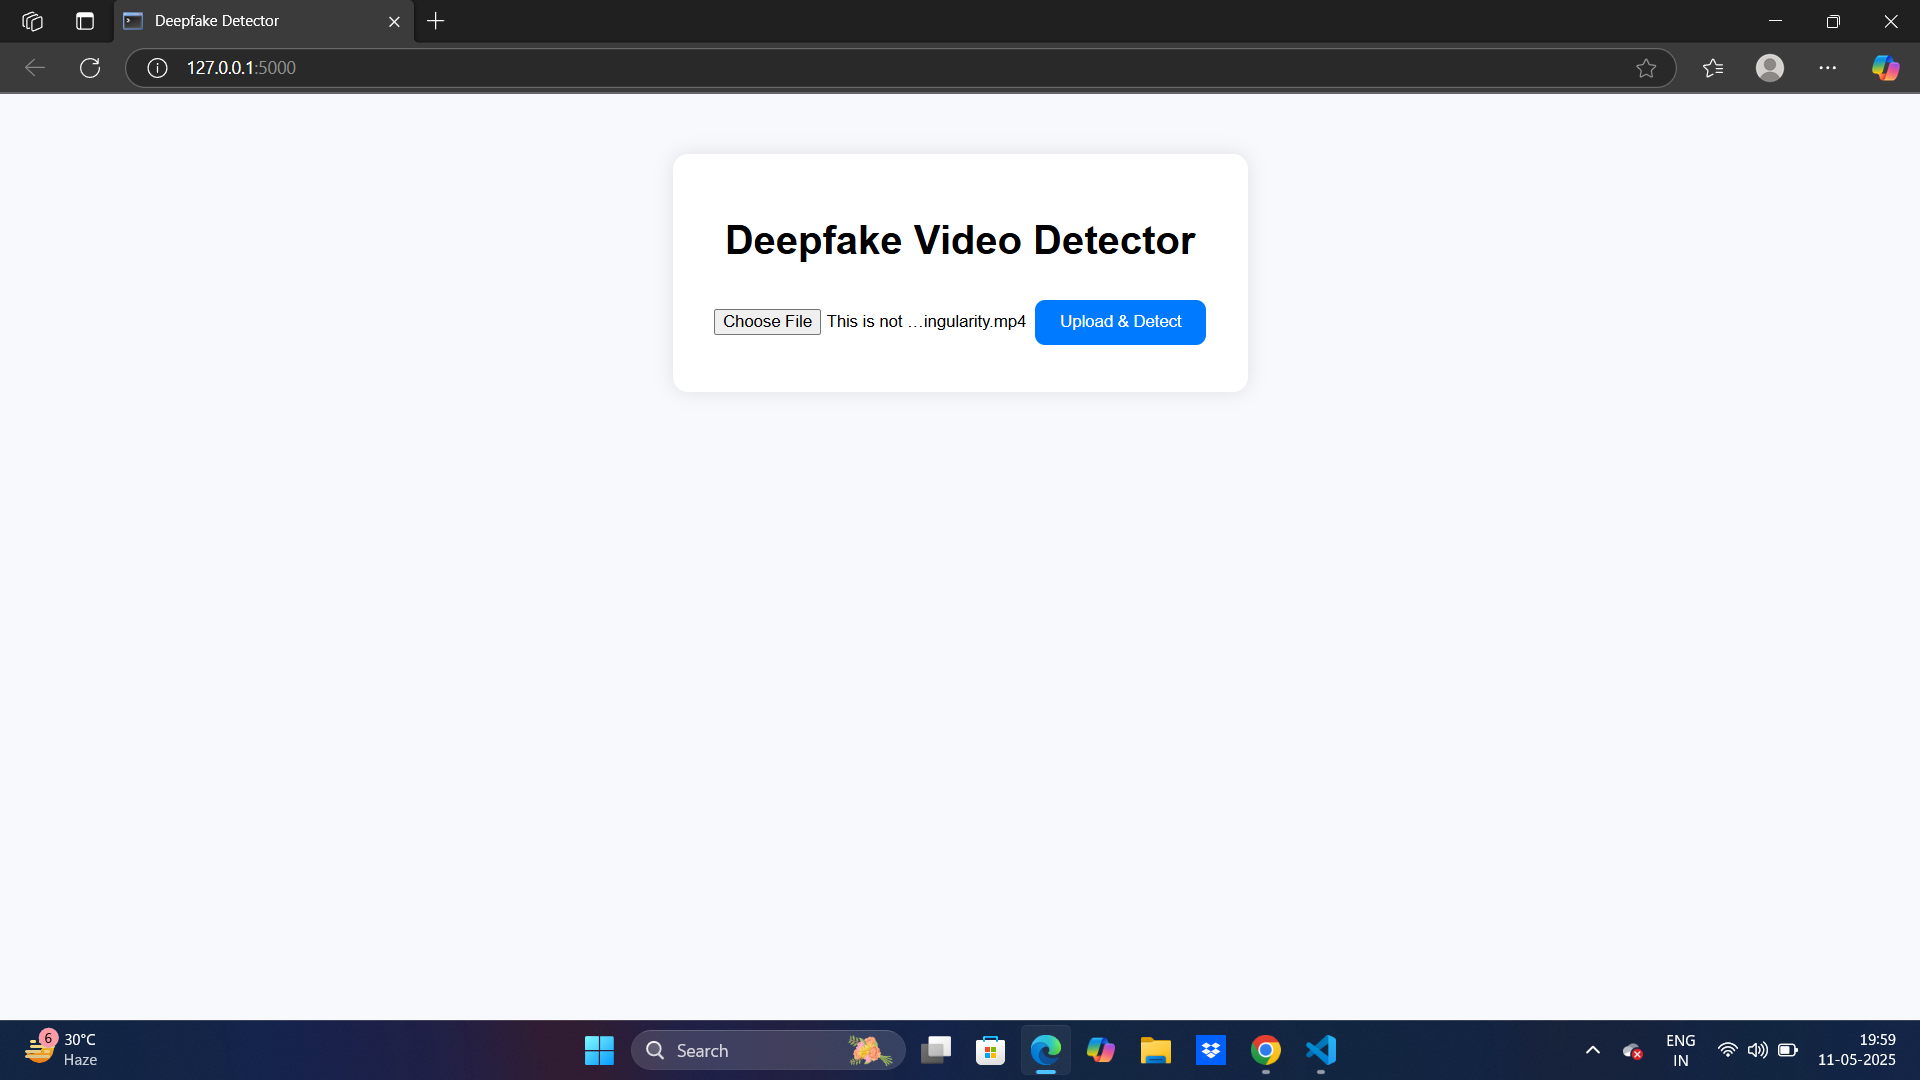 Deepfake Detector
127.0.0.1:5000
Deepfake Video Detector
Choose File This is not ...ingularity.mp4 Upload & Detect
6
30°C
Haze
Search
ENG
IN
19:59
11-05-2025